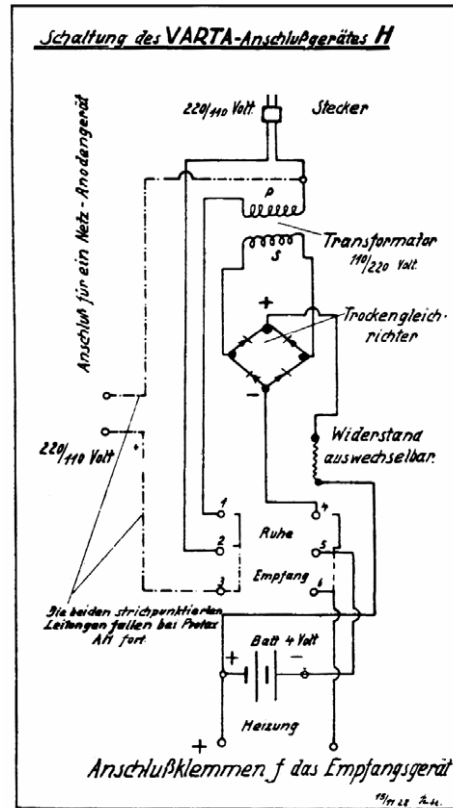 Schaltung des VARTA-Anschlußgerätes H
220/110 Volt.
Stecker
Anschluß für ein Netz-Anodengerät
P
S
Transformator
110/220 Volt.
+
Trockengleich-
richter
-
220/110 Volt
+
Widerstand
auswechselbar.
1
4
Ruhe
2
5
Empfang
3
6
Die beiden strichpunktierten
Leitungen fallen bei Protax
fort.
Batt 4 Volt
+
-
Heizung
+
Anschlußklemmen f das Empfangsgerät